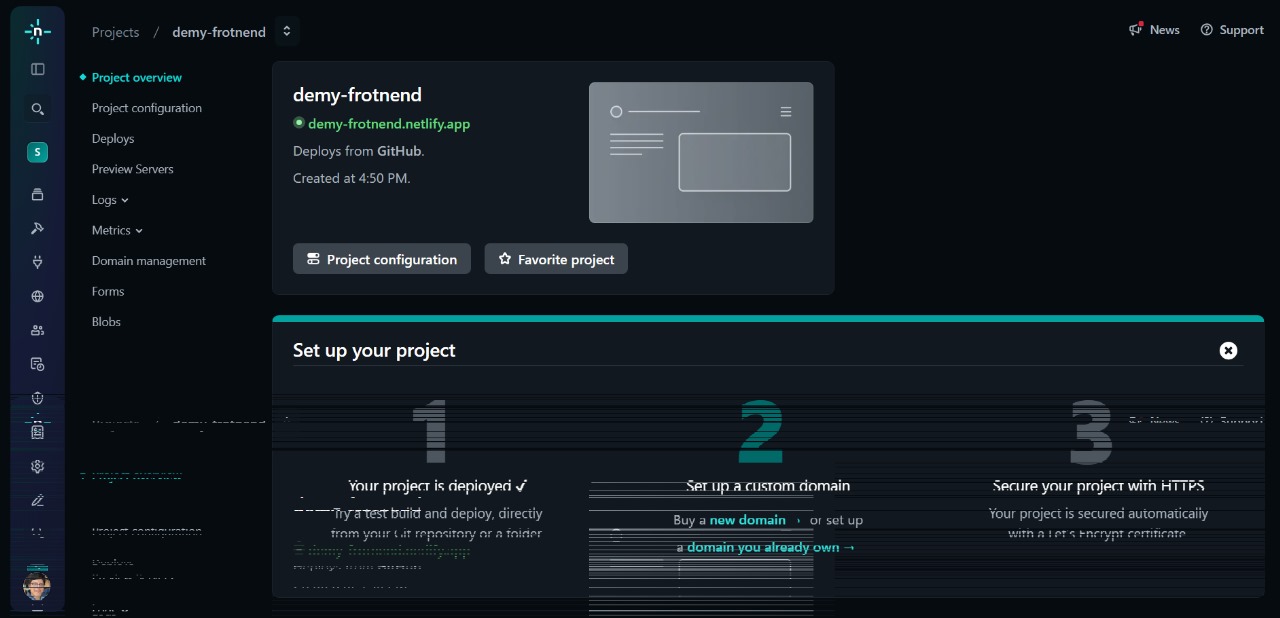 Projects / demy-frotnend
News
Support
S
Project overview
Project configuration
Deploys
Preview Servers
Logs
Metrics
Domain management
Forms
Blobs
demy-frotnend
demy-frotnend.netlify.app
Deploys from GitHub.
Created at 4:50 PM.
Project configuration
Favorite project
Set up your project
1
Your project is deployed ✓
Try a test build and deploy, directly
from your Git repository or a folder
2
Set up a custom domain
Buy a new domain → or set up
a domain you already own →
3
Secure your project with HTTPS
Your project is secured automatically
with a Let's Encrypt certificate